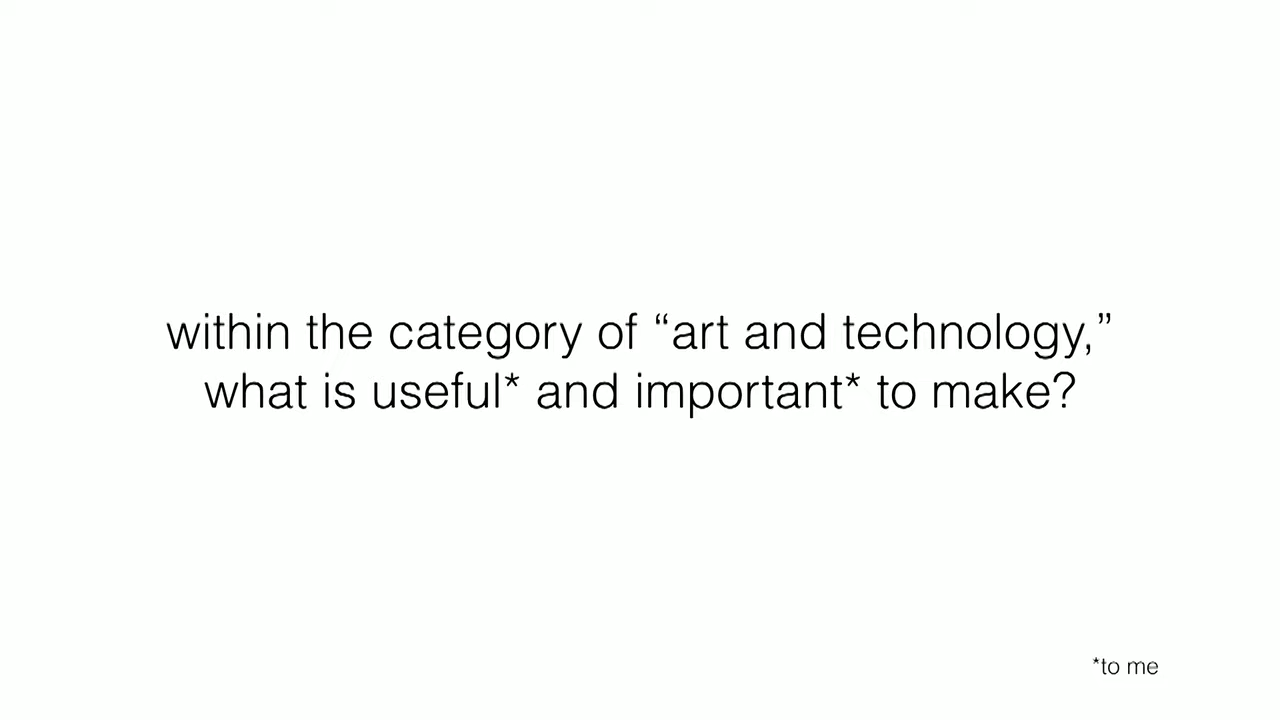 within the category of “art and technology,”
what is useful* and important* to make?
*to me